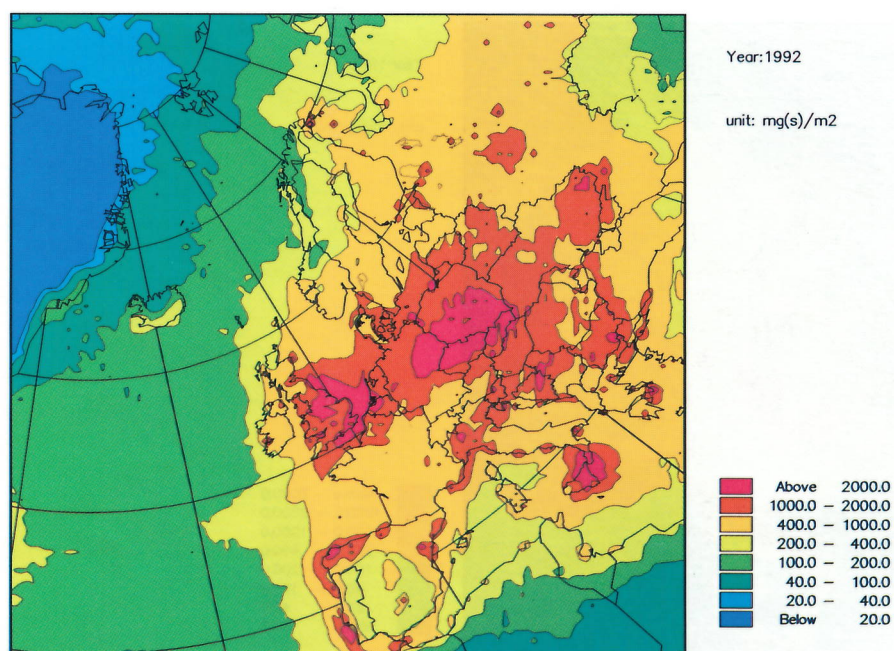 Year:1992
unit: mg(s)/m2
Above 2000.0
1000.0 – 2000.0
400.0 – 1000.0
200.0 – 400.0
100.0 – 200.0
40.0 – 100.0
20.0 – 40.0
Below 20.0